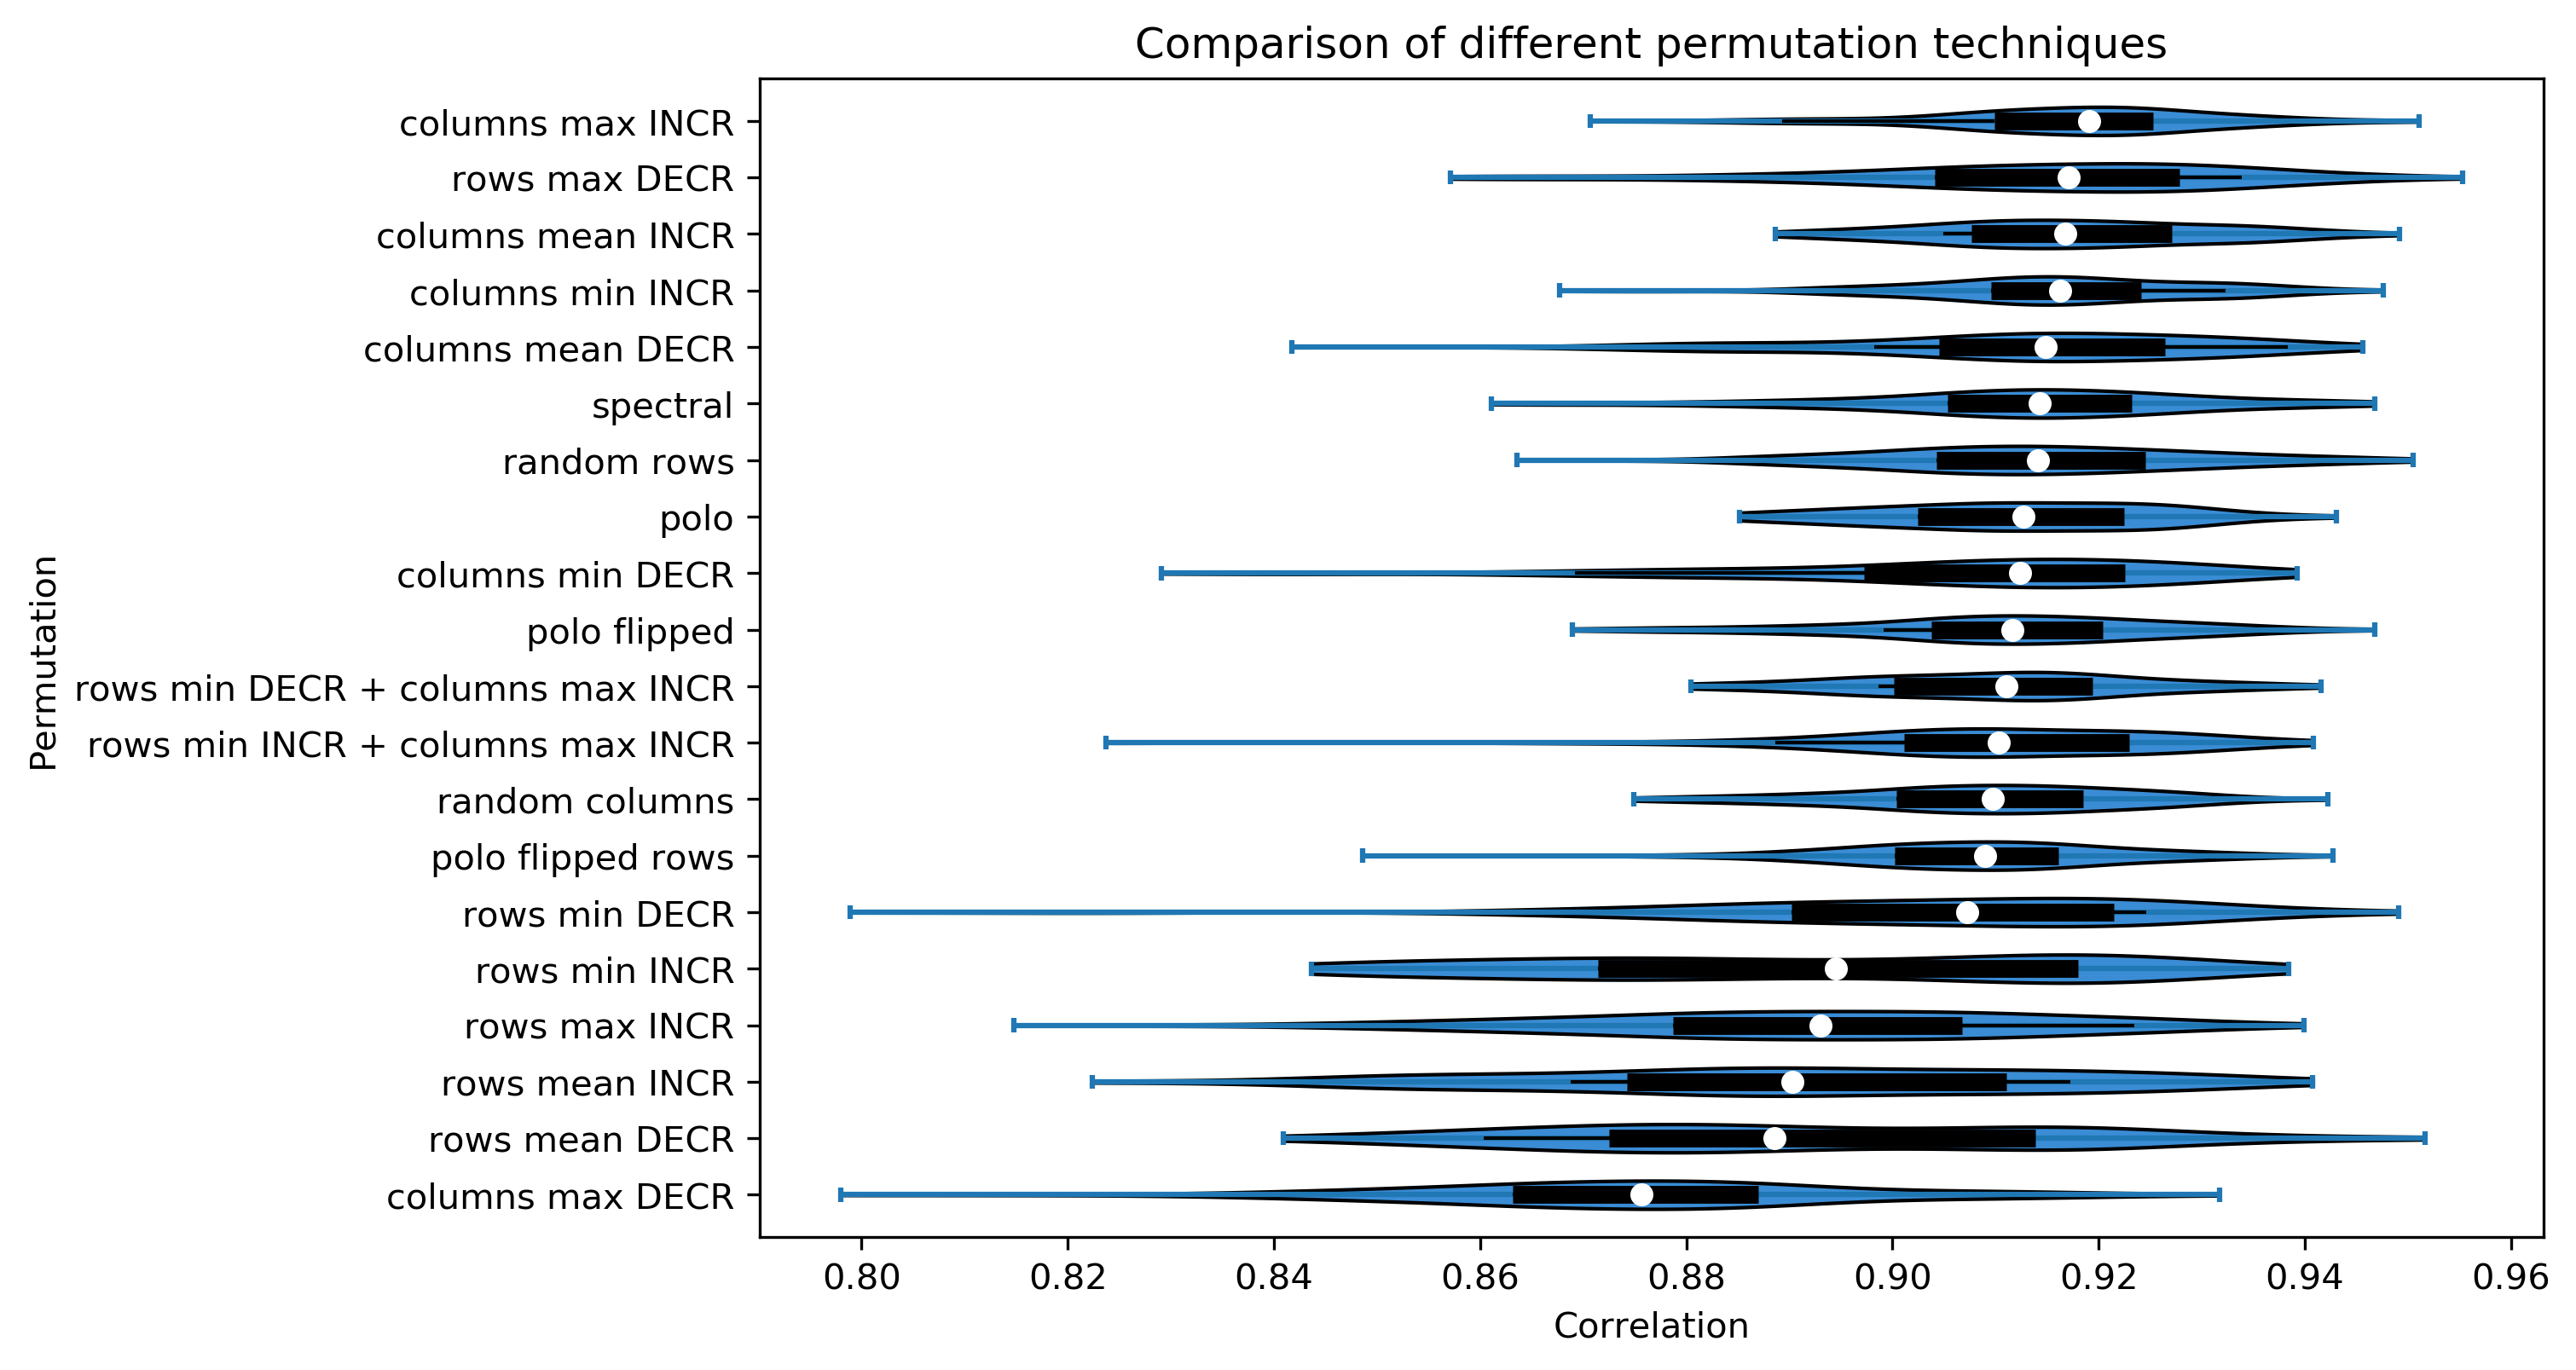 Comparison of different permutation techniques
Permutation
columns max INCR
rows max DECR
columns mean INCR
columns min INCR
columns mean DECR
spectral
random rows
polo
columns min DECR
polo flipped
rows min DECR + columns max INCR
rows min INCR + columns max INCR
random columns
polo flipped rows
rows min DECR
rows min INCR
rows max INCR
rows mean INCR
rows mean DECR
columns max DECR
0.80 0.82 0.84 0.86 0.88 0.90 0.92 0.94 0.96
Correlation